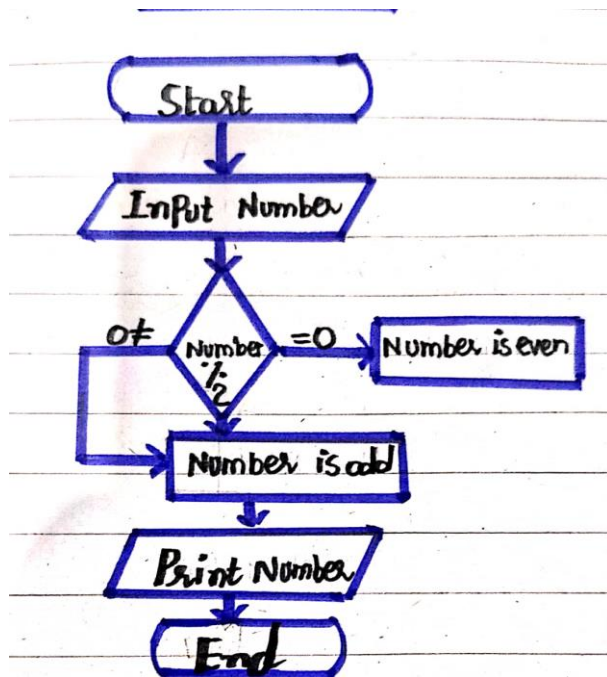 Start
Input Number
0≠
Number
%
2
=0
Number is even
Number is odd
Print Number
End